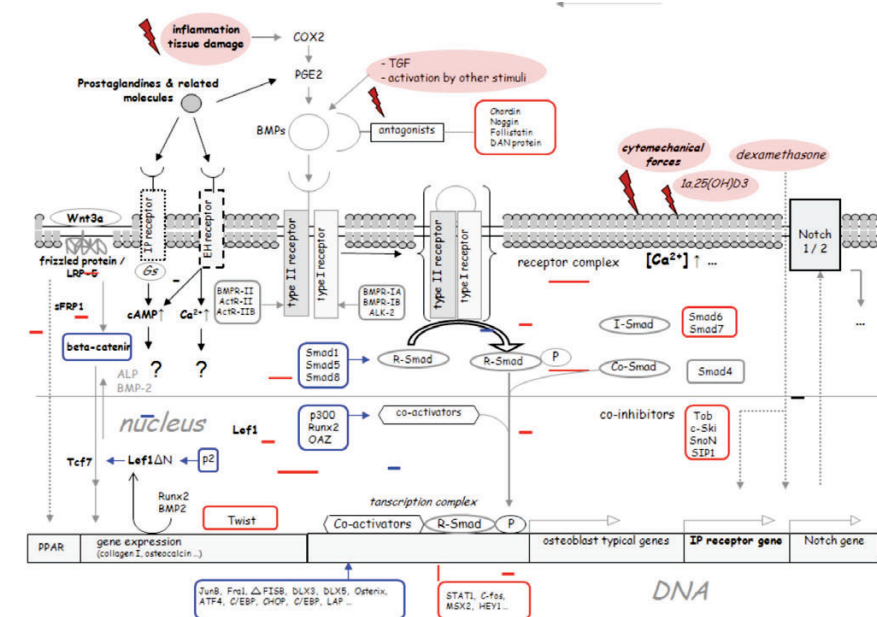 inflammation
tissue damage
COX2
PGE2
- TGF
- activation by other stimuli
Prostaglandines & related
molecules
BMPs
antagonists
Chordin
Noggin
Follistatin
DAN protein
cytomechanical
forces
dexamethasone
1a,25(OH)D3
Wnt3a
IP receptor
EH receptor
type II receptor
type I receptor
type II receptor
type I receptor
Notch
1 / 2
frizzled protein /
LRP-5
Gs
receptor complex
[Ca²⁺] ↑ ...
sFRP1
cAMP↑
Ca²⁺↑
BMPR-II
ActR-II
ActR-IIB
BMPR-IA
BMPR-IB
ALK-2
I-Smad
Smad6
Smad7
...
beta-catenin
? ?
Smad1
Smad5
Smad8
R-Smad
R-Smad
P
Co-Smad
Smad4
ALP
BMP-2
nucleus
Lef1
p300
Runx2
OAZ
co-activators
co-inhibitors
Tob
c-Ski
SnoN
SIP1
Tcf7
Lef1ΔN
p2
Runx2
BMP2
Twist
tanscription complex
Co-activators
R-Smad
P
PPAR
gene expression
(collagen I, osteocalcin ...)
osteoblast typical genes
IP receptor gene
Notch gene
JunB, Fra1, △FISB, DLX3, DLX5, Osterix,
ATF4, C/EBP, CHOP, C/EBP, LAP ...
STAT1, C-fos,
MSX2, HEY1...
DNA